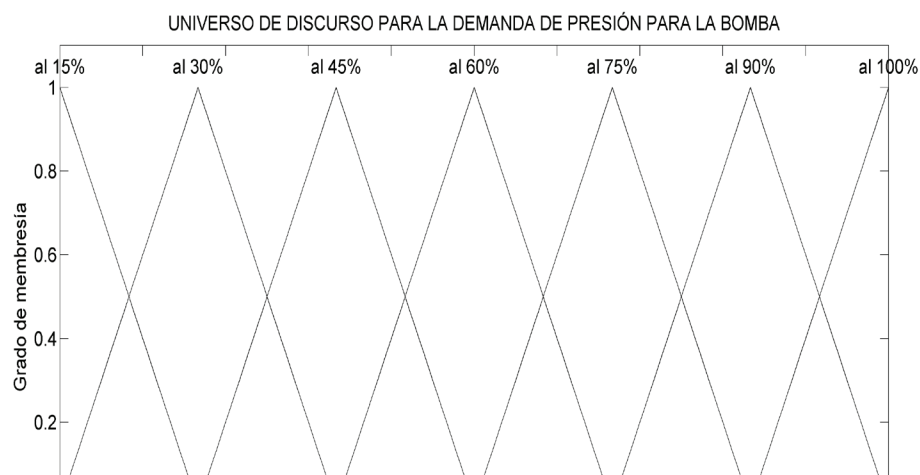 UNIVERSO DE DISCURSO PARA LA DEMANDA DE PRESIÓN PARA LA BOMBA
al 15% al 30% al 45% al 60% al 75% al 90% al 100%
1
0.8
0.6
0.4
0.2
Grado de membresía